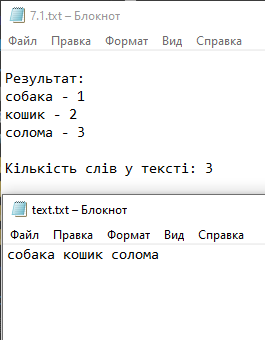 7.1.txt – Блокнот
Файл Правка Формат Вид Справка
Результат:
собака - 1
кошик - 2
солома - 3
Кількість слів у тексті: 3
text.txt – Блокнот
Файл Правка Формат Вид Справка
собака кошик солома